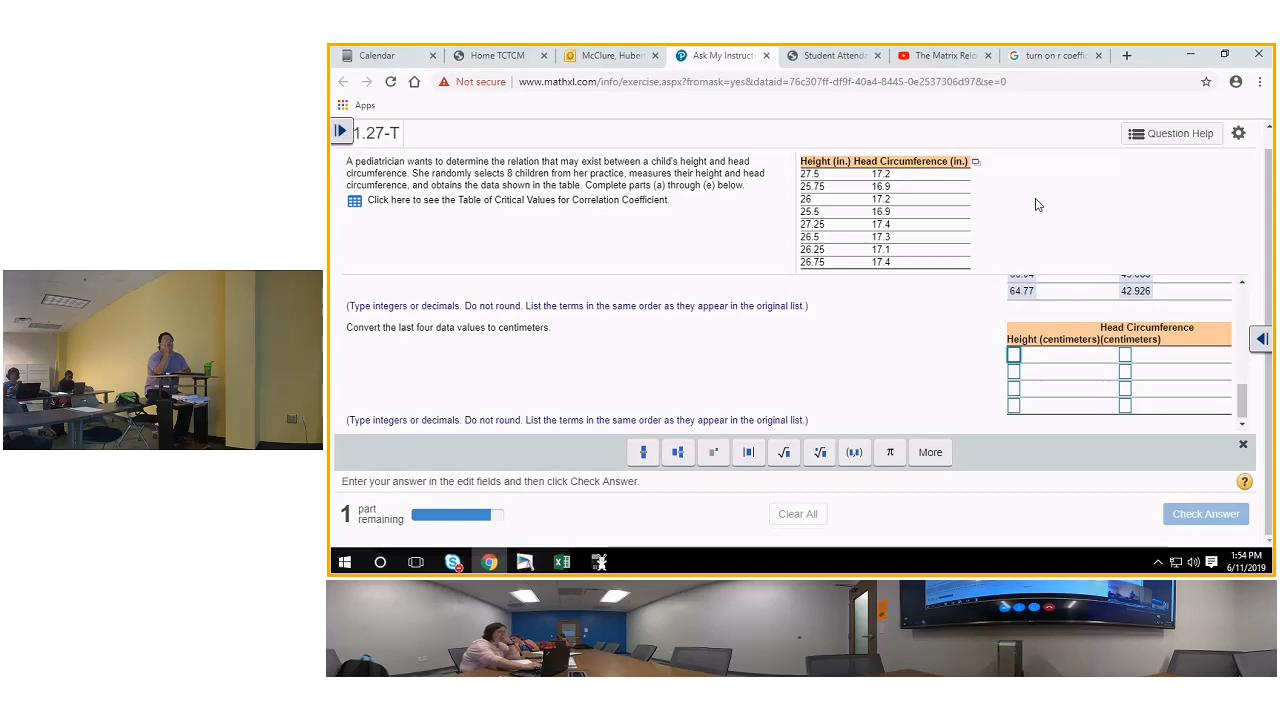 Calendar
Home TCTCM
McClure, Hubert
Ask My Instruct
Student Attend
The Matrix Relo
turn on r coeffic
Not secure
www.mathxl.com/info/exercise.aspx?fromask=yes&dataid=76c307ff-df9f-40a4-8445-0e2537306d97&se=0
Apps
1.27-T
Question Help
A pediatrician wants to determine the relation that may exist between a child's height and head
circumference. She randomly selects 8 children from her practice, measures their height and head
circumference, and obtains the data shown in the table. Complete parts (a) through (e) below.
Click here to see the Table of Critical Values for Correlation Coefficient.
Height (in.) Head Circumference (in.)
27.5 17.2
25.75 16.9
26 17.2
25.5 16.9
27.25 17.4
26.5 17.3
26.25 17.1
26.75 17.4
64.77 42.926
(Type integers or decimals. Do not round. List the terms in the same order as they appear in the original list.)
Convert the last four data values to centimeters.
Head Circumference
Height (centimeters)(centimeters)
(Type integers or decimals. Do not round. List the terms in the same order as they appear in the original list.)
More
Enter your answer in the edit fields and then click Check Answer.
1 part
remaining
Clear All
Check Answer
1:54 PM
6/11/2019